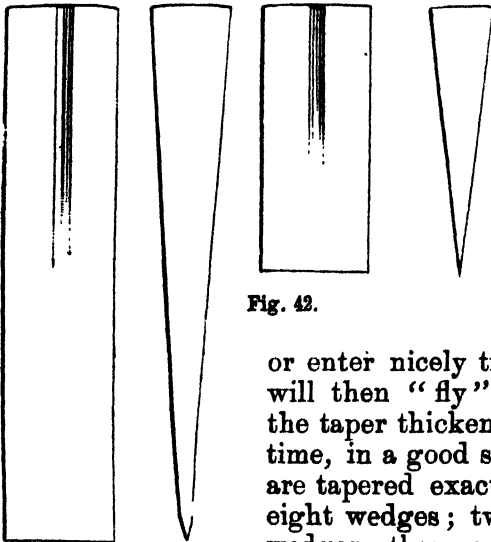 Fig. 42.
or enter nicely
will then "fly"
the taper thicken
time, in a good s
are tapered exac
eight wedges; tw